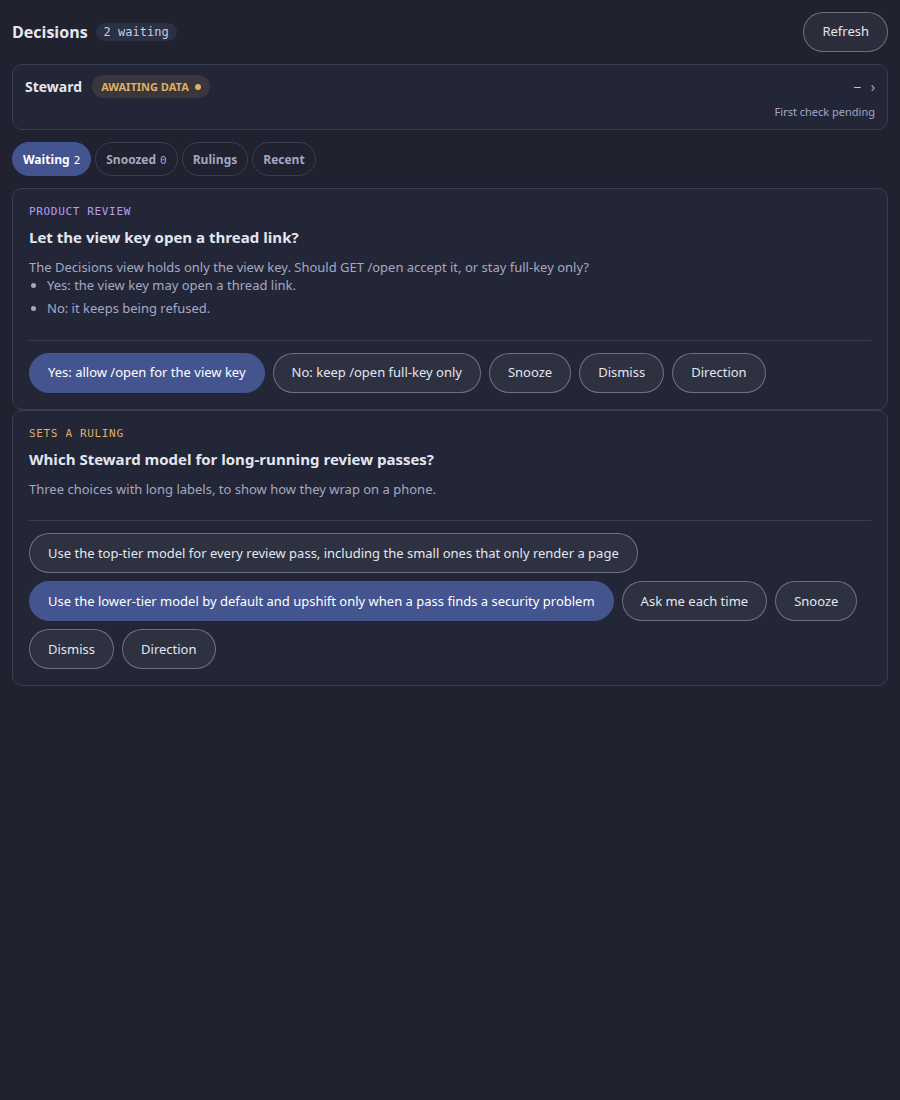 Decisions 2 waiting Refresh
Steward AWAITING DATA – ›
First check pending
Waiting 2 Snoozed 0 Rulings Recent
PRODUCT REVIEW
Let the view key open a thread link?
The Decisions view holds only the view key. Should GET /open accept it, or stay full-key only?
• Yes: the view key may open a thread link.
• No: it keeps being refused.
Yes: allow /open for the view key No: keep /open full-key only Snooze Dismiss Direction
SETS A RULING
Which Steward model for long-running review passes?
Three choices with long labels, to show how they wrap on a phone.
Use the top-tier model for every review pass, including the small ones that only render a page
Use the lower-tier model by default and upshift only when a pass finds a security problem Ask me each time Snooze
Dismiss Direction